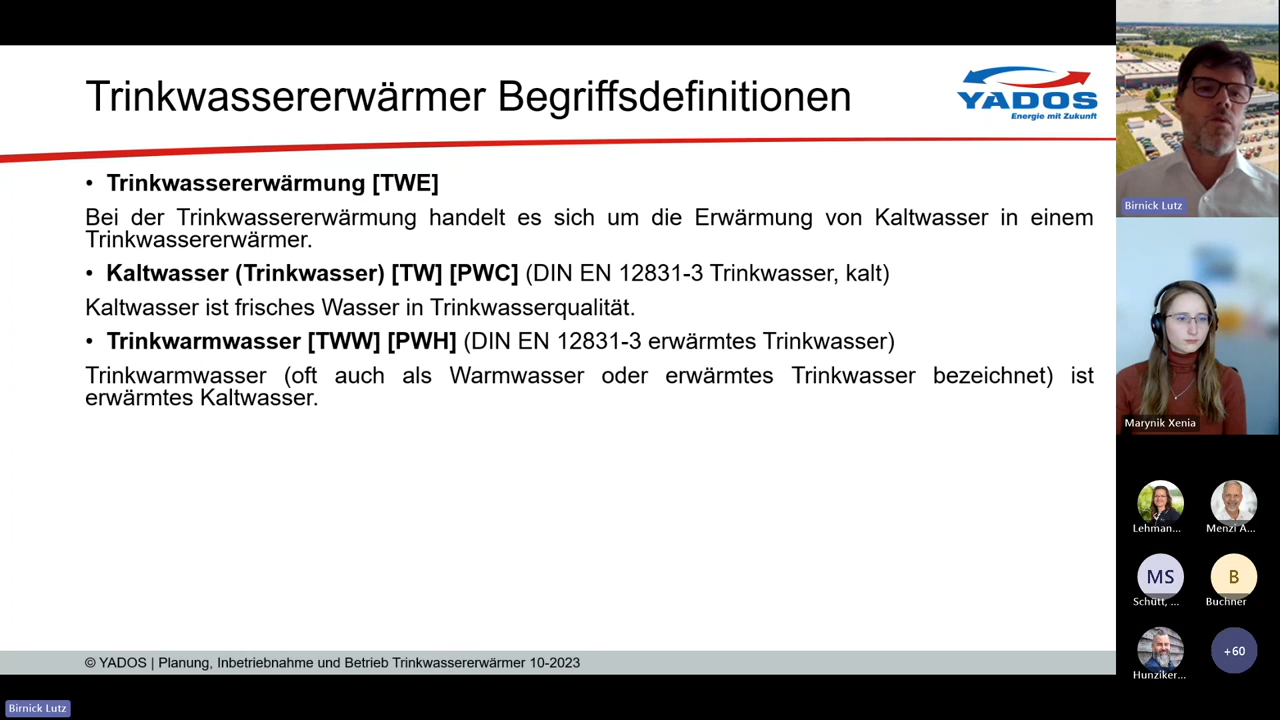 Trinkwassererwärmer Begriffsdefinitionen
YADOS
Energie mit Zukunft
• Trinkwassererwärmung [TWE]
Bei der Trinkwassererwärmung handelt es sich um die Erwärmung von Kaltwasser in einem
Trinkwassererwärmer.
• Kaltwasser (Trinkwasser) [TW] [PWC] (DIN EN 12831-3 Trinkwasser, kalt)
Kaltwasser ist frisches Wasser in Trinkwasserqualität.
• Trinkwarmwasser [TWW] [PWH] (DIN EN 12831-3 erwärmtes Trinkwasser)
Trinkwarmwasser (oft auch als Warmwasser oder erwärmtes Trinkwasser bezeichnet) ist
erwärmtes Kaltwasser.
© YADOS | Planung, Inbetriebnahme und Betrieb Trinkwassererwärmer 10-2023
Birnick Lutz
Birnick Lutz
Marynik Xenia
Lehman...
Menzi A...
MS
Schütt, ...
B
Buchner
Hunziker...
+60